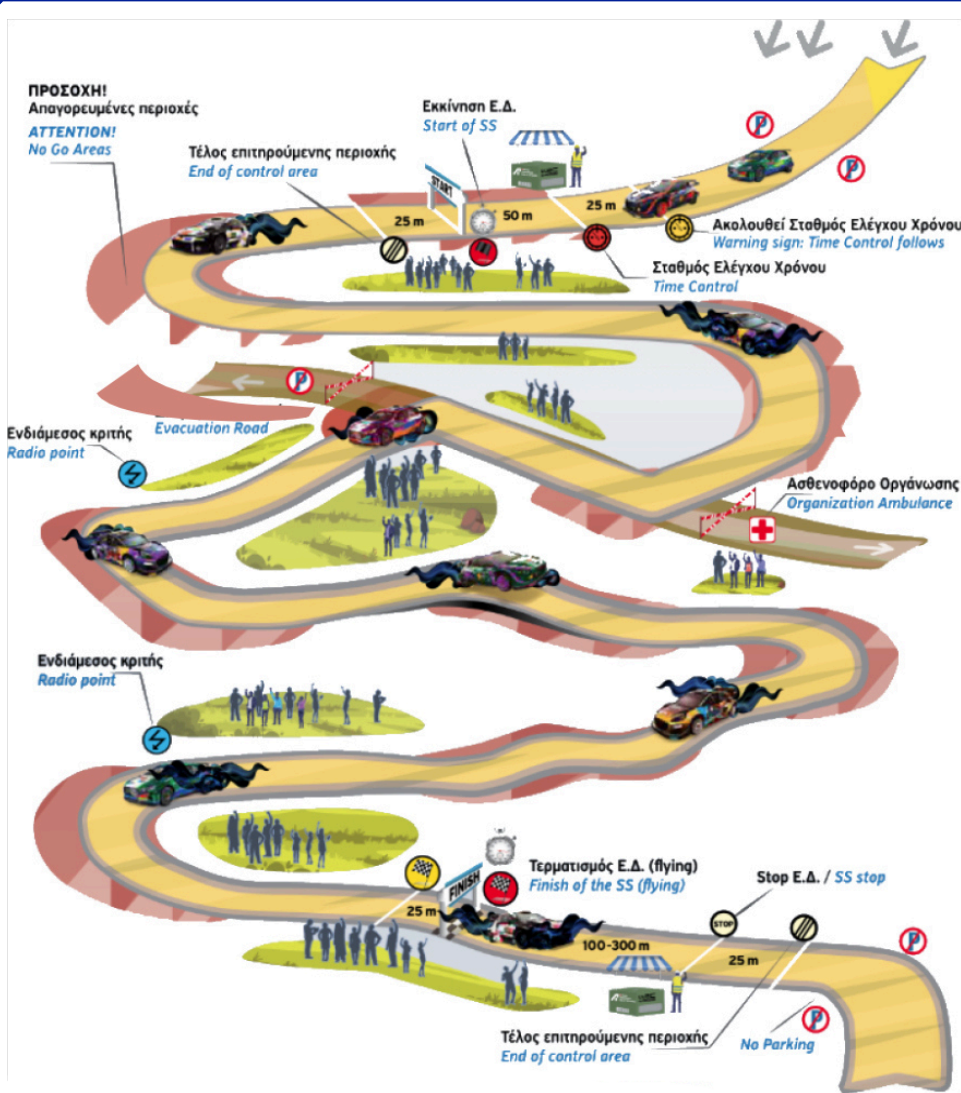 ΠΡΟΣΟΧΗ!
Απαγορευμένες περιοχές
ATTENTION!
No Go Areas
Τέλος επιτηρούμενης περιοχής
End of control area
Εκκίνηση Ε.Δ.
Start of SS
START
25 m
50 m
25 m
Ακολουθεί Σταθμός Ελέγχου Χρόνου
Warning sign: Time Control follows
Σταθμός Ελέγχου Χρόνου
Time Control
P
P
P
Evacuation Road
Ενδιάμεσος κριτής
Radio point
Ασθενοφόρο Οργάνωσης
Organization Ambulance
Ενδιάμεσος κριτής
Radio point
FINISH
25 m
Τερματισμός Ε.Δ. (flying)
Finish of the SS (flying)
100-300 m
Stop Ε.Δ. / SS stop
STOP
25 m
P
Τέλος επιτηρούμενης περιοχής
End of control area
No Parking
P